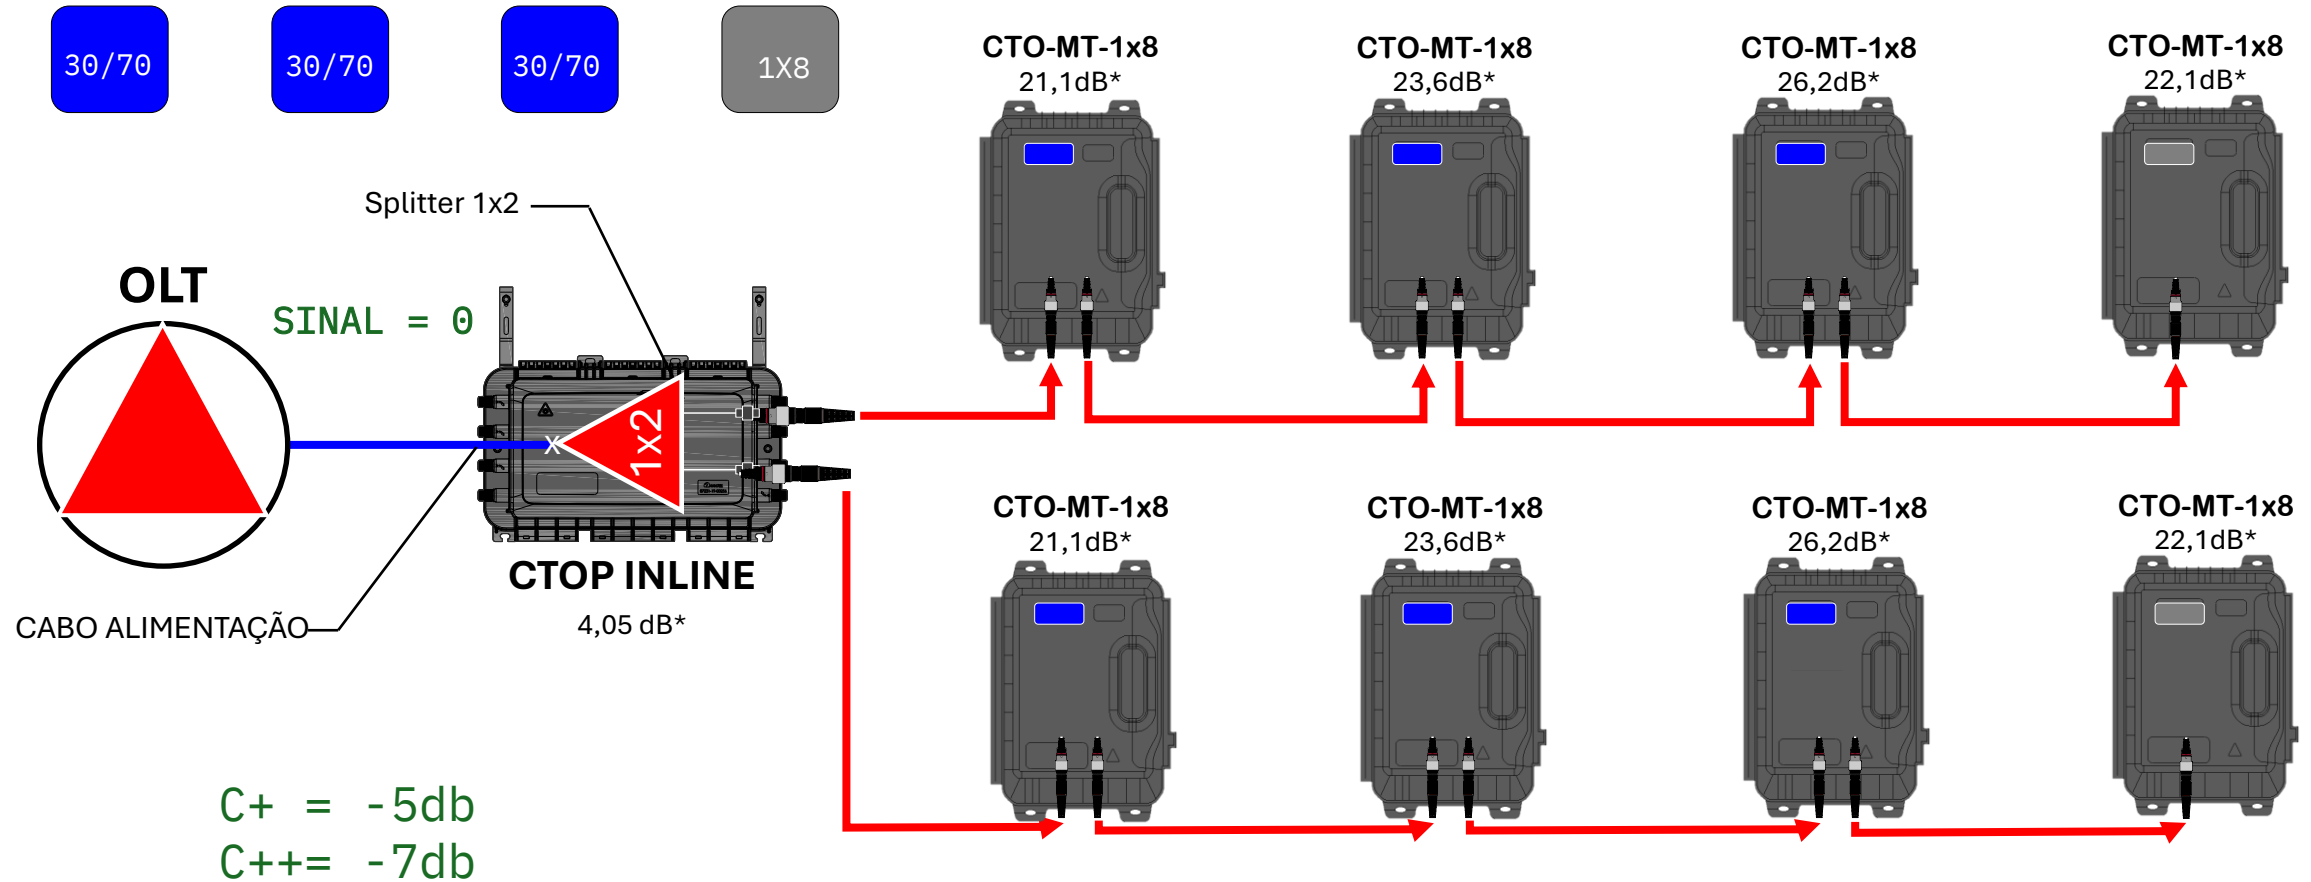 30/70
30/70
30/70
1X8
CTO-MT-1x8
21,1dB*
CTO-MT-1x8
23,6dB*
CTO-MT-1x8
26,2dB*
CTO-MT-1x8
22,1dB*
Splitter 1x2
OLT
SINAL = 0
X
1x2
CTOP INLINE
4,05 dB*
CABO ALIMENTAÇÃO
CTO-MT-1x8
21,1dB*
CTO-MT-1x8
23,6dB*
CTO-MT-1x8
26,2dB*
CTO-MT-1x8
22,1dB*
C+ = -5db
C++= -7db